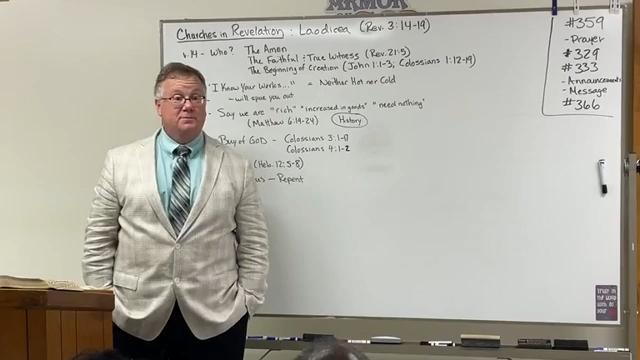 ARMOR
Churches in Revelation : Laodicea (Rev. 3:14-19)
v.14 - Who? The Amen
The Faithful & True Witness (Rev. 21:5)
The Beginning of Creation (John 1:1-3; Colossians 1:12-19)
"I Know Your Works..." = Neither Hot nor Cold
- will spue you out
- Say we are "rich" "increased in goods" "need nothing"
(Matthew 6:19-24) History
Buy of GOD - Colossians 3:1-17
Colossians 4:1-2
(Heb. 12:5-8)
us - Repent
#359
- Prayer
#329
#333
- Announcements
- Message
#366